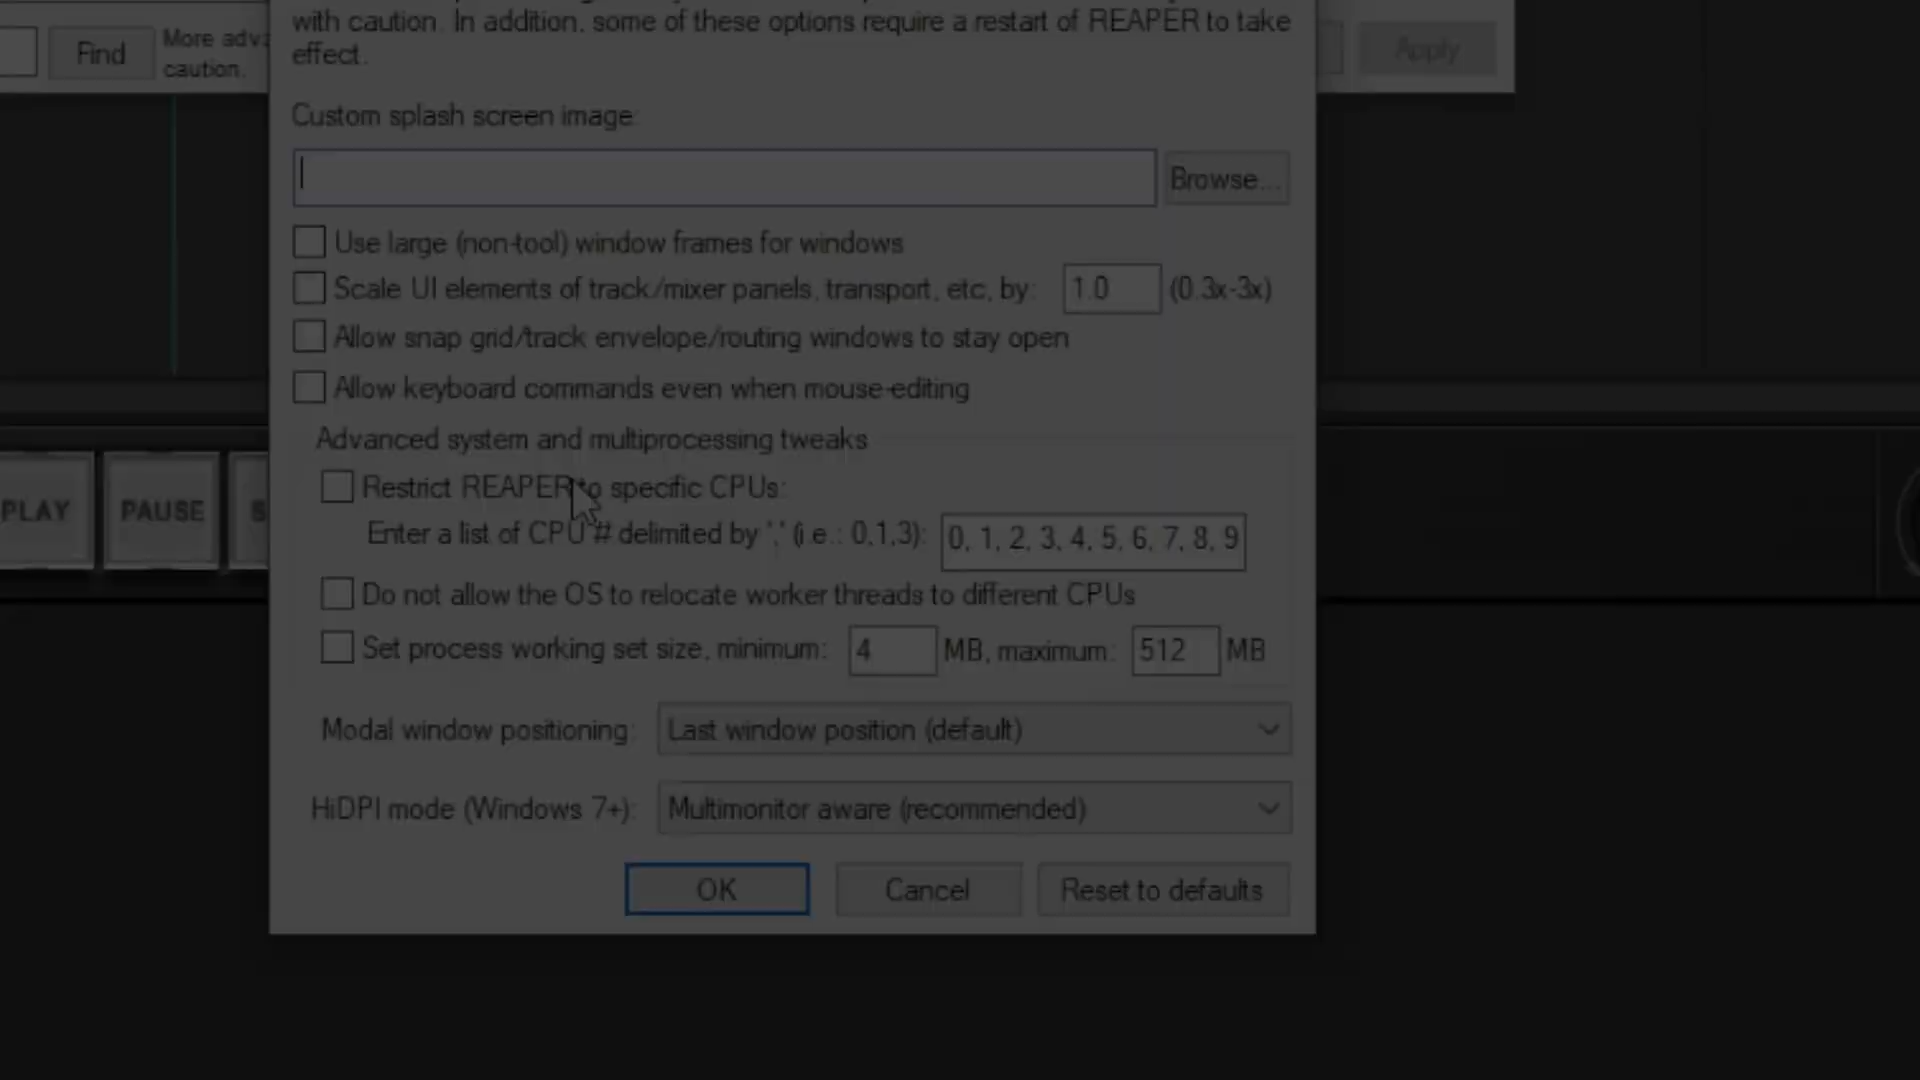 with caution. In addition, some of these options require a restart of REAPER to take
effect.
Find
More adv
caution.
Apply
Custom splash screen image:
Browse...
Use large (non-tool) window frames for windows
Scale UI elements of track/mixer panels, transport, etc, by: 1.0 (0.3x-3x)
Allow snap grid/track envelope/routing windows to stay open
Allow keyboard commands even when mouse-editing
Advanced system and multiprocessing tweaks
Restrict REAPER to specific CPUs:
Enter a list of CPU # delimited by ',' (i.e.: 0,1,3): 0, 1, 2, 3, 4, 5, 6, 7, 8, 9
PLAY
PAUSE
S
Do not allow the OS to relocate worker threads to different CPUs
Set process working set size, minimum: 4 MB, maximum: 512 MB
Modal window positioning: Last window position (default)
HiDPI mode (Windows 7+): Multimonitor aware (recommended)
OK
Cancel
Reset to defaults